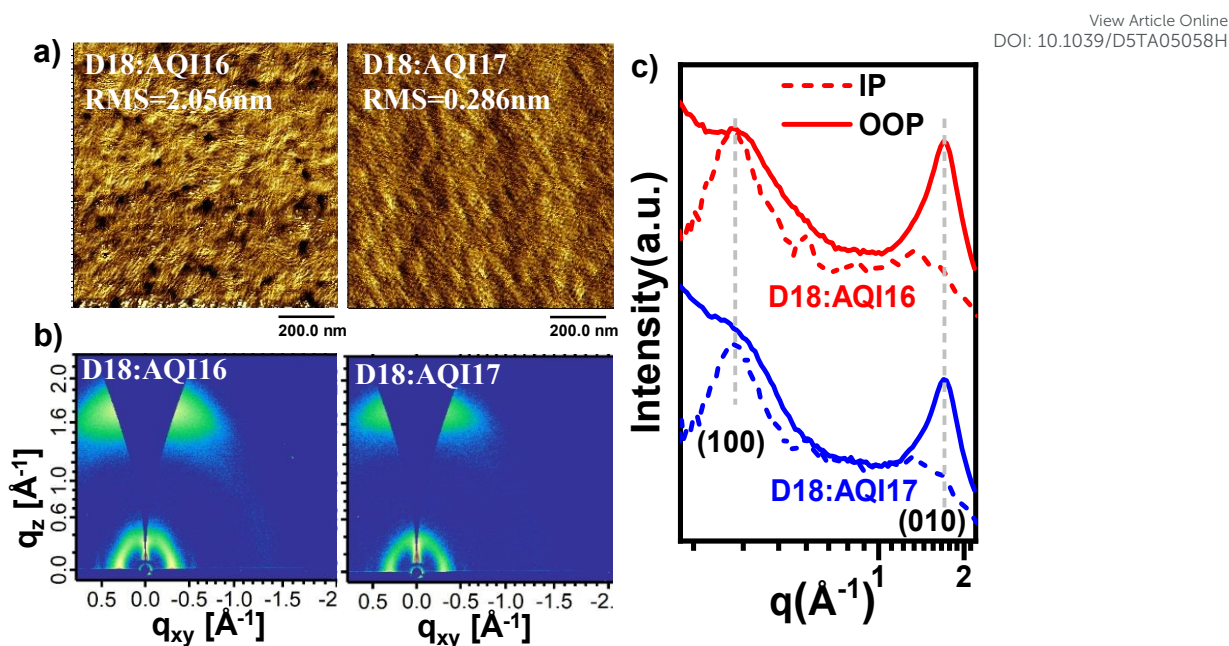 View Article Online
DOI: 10.1039/D5TA05058H
a)
D18:AQI16
RMS=2.056nm
D18:AQI17
RMS=0.286nm
200.0 nm
200.0 nm
b)
D18:AQI16
D18:AQI17
2.0
1.6
1.0
0.6
0.0
qz [Å-1]
0.5 0.0 -0.5 -1.0 -1.5 -2
0.5 0.0 -0.5 -1.0 -1.5 -2.
qxy [Å-1]
qxy [Å-1]
c)
IP
OOP
Intensity(a.u.)
D18:AQI16
(100)
D18:AQI17
(010)
1 2
q(Å-1)